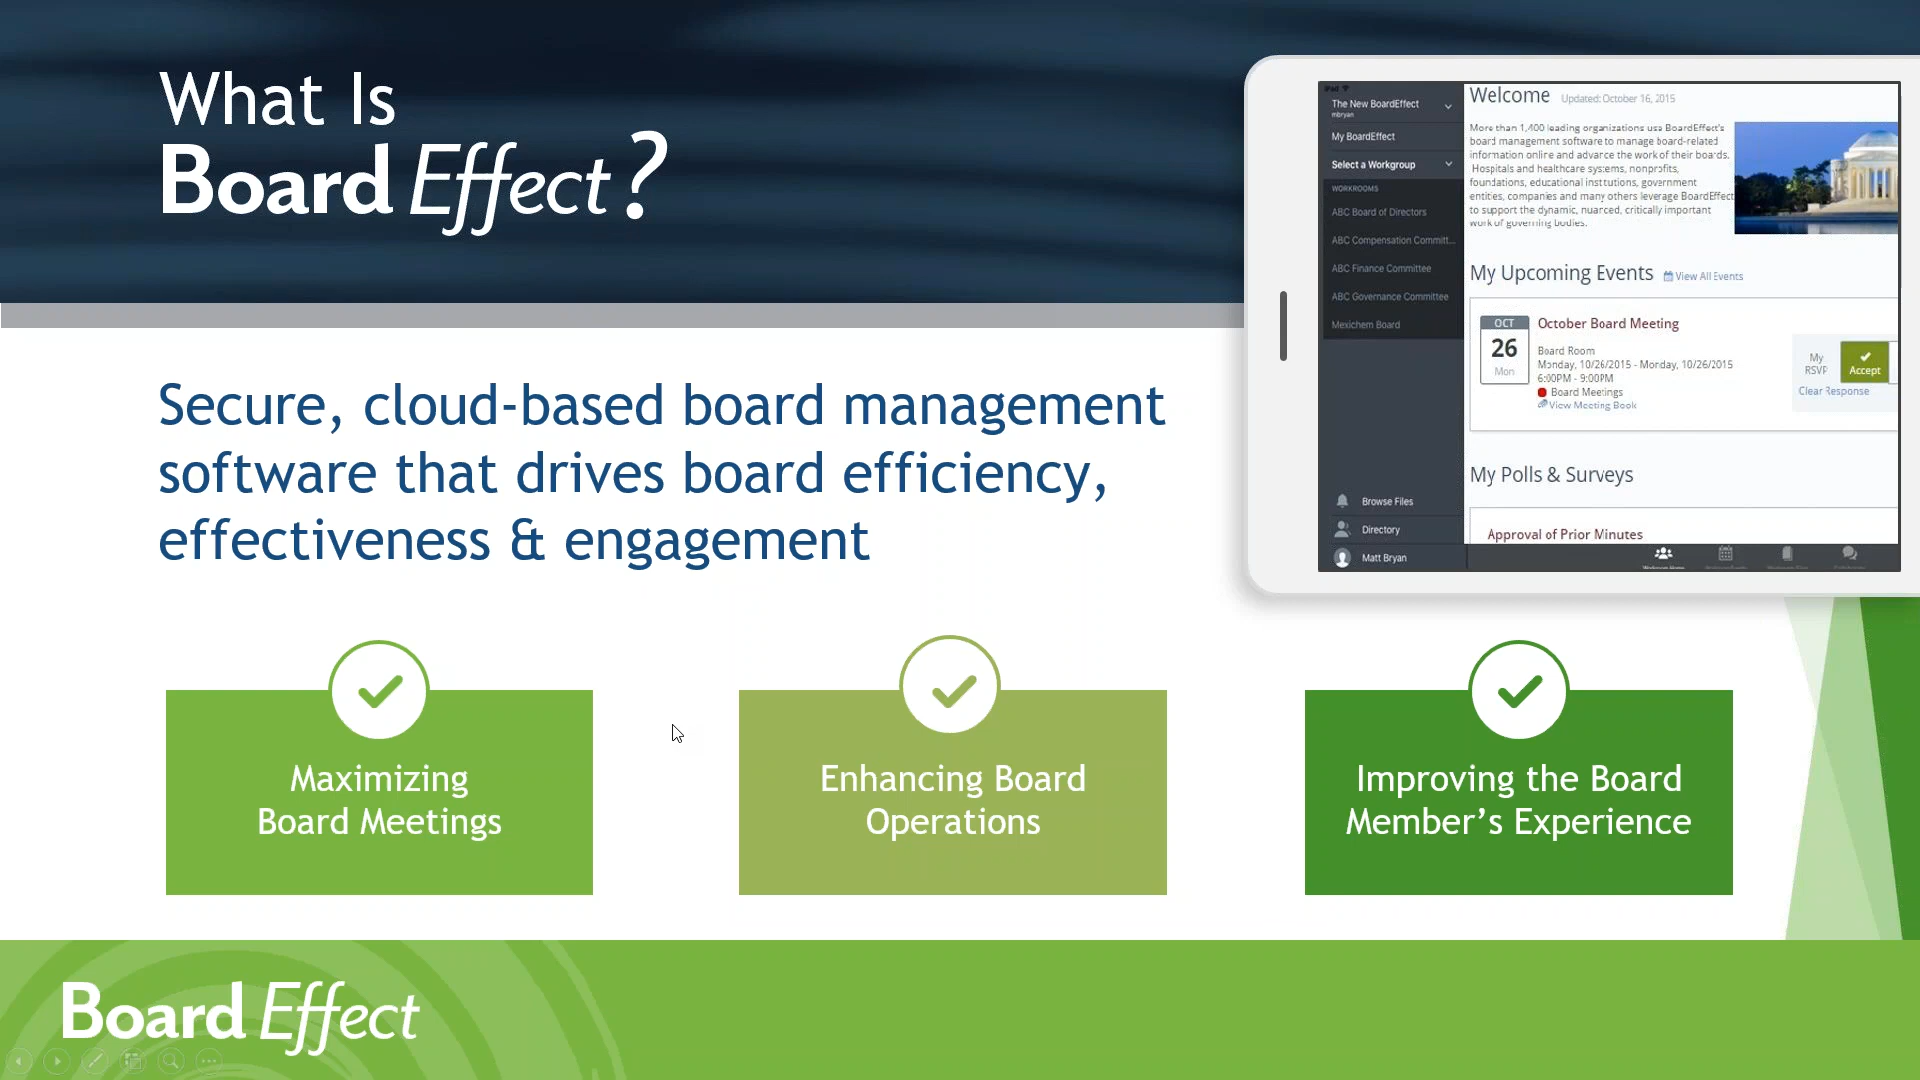 What Is
BoardEffect?
Secure, cloud-based board management
software that drives board efficiency,
effectiveness & engagement
iPad
The New BoardEffect
mbryan
My BoardEffect
Select a Workgroup
WORKROOMS
ABC Board of Directors
ABC Compensation Committ...
ABC Finance Committee
ABC Governance Committee
Mexichem Board
Browse Files
Directory
Matt Bryan
Welcome Updated: October 16, 2015
More than 1,400 leading organizations use BoardEffect's
board management software to manage board-related
information online and advance the work of their boards.
Hospitals and healthcare systems, nonprofits,
foundations, educational institutions, government
entities, companies and many others leverage BoardEffect
to support the dynamic, nuanced, critically important
work of governing bodies.
My Upcoming Events View All Events
OCT
26
Mon
October Board Meeting
Board Room
Monday, 10/26/2015 - Monday, 10/26/2015
6:00PM - 9:00PM
Board Meetings
View Meeting Book
My
RSVP
Accept
Clear Response
My Polls & Surveys
Approval of Prior Minutes
Maximizing
Board Meetings
Enhancing Board
Operations
Improving the Board
Member’s Experience
BoardEffect